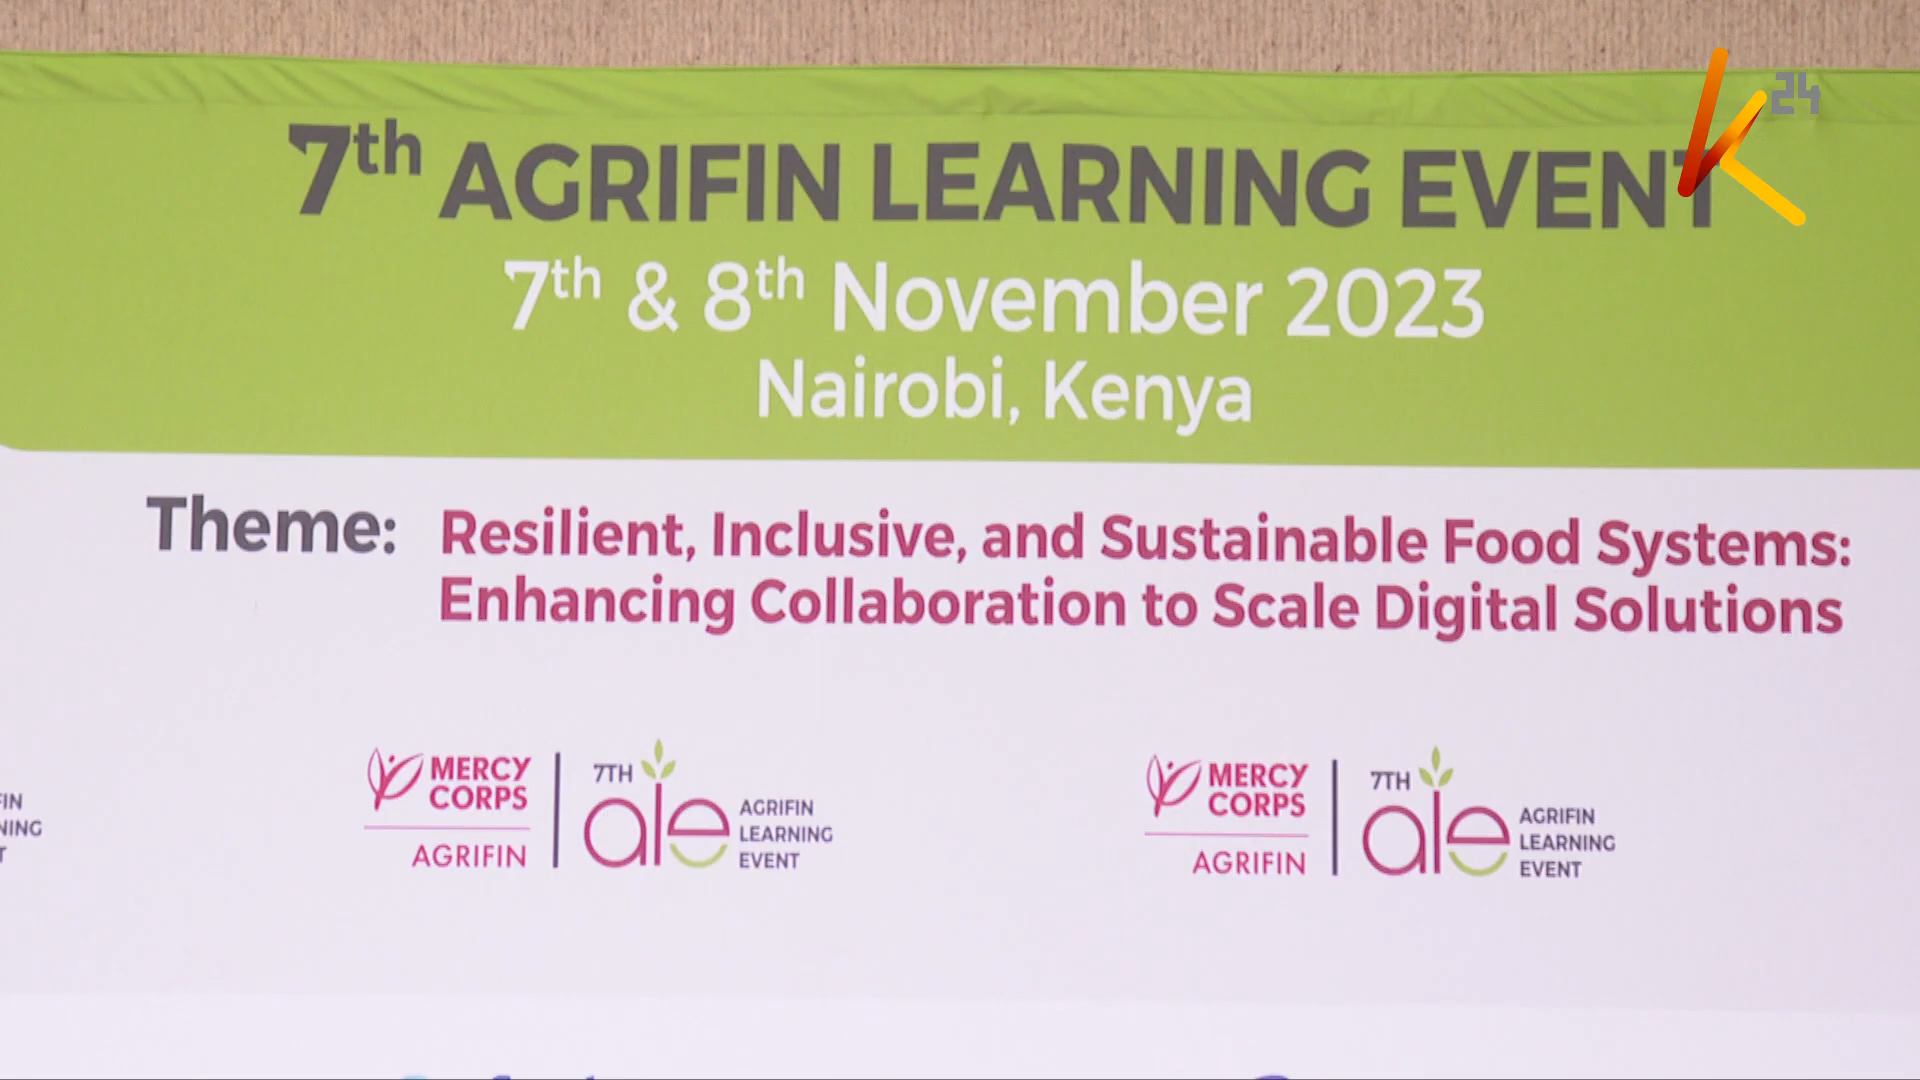 24
7th AGRIFIN LEARNING EVENT
7th & 8th November 2023
Nairobi, Kenya
Theme: Resilient, Inclusive, and Sustainable Food Systems:
Enhancing Collaboration to Scale Digital Solutions
MERCY
CORPS
AGRIFIN
7TH
ale
AGRIFIN
LEARNING
EVENT
MERCY
CORPS
AGRIFIN
7TH
ale
AGRIFIN
LEARNING
EVENT